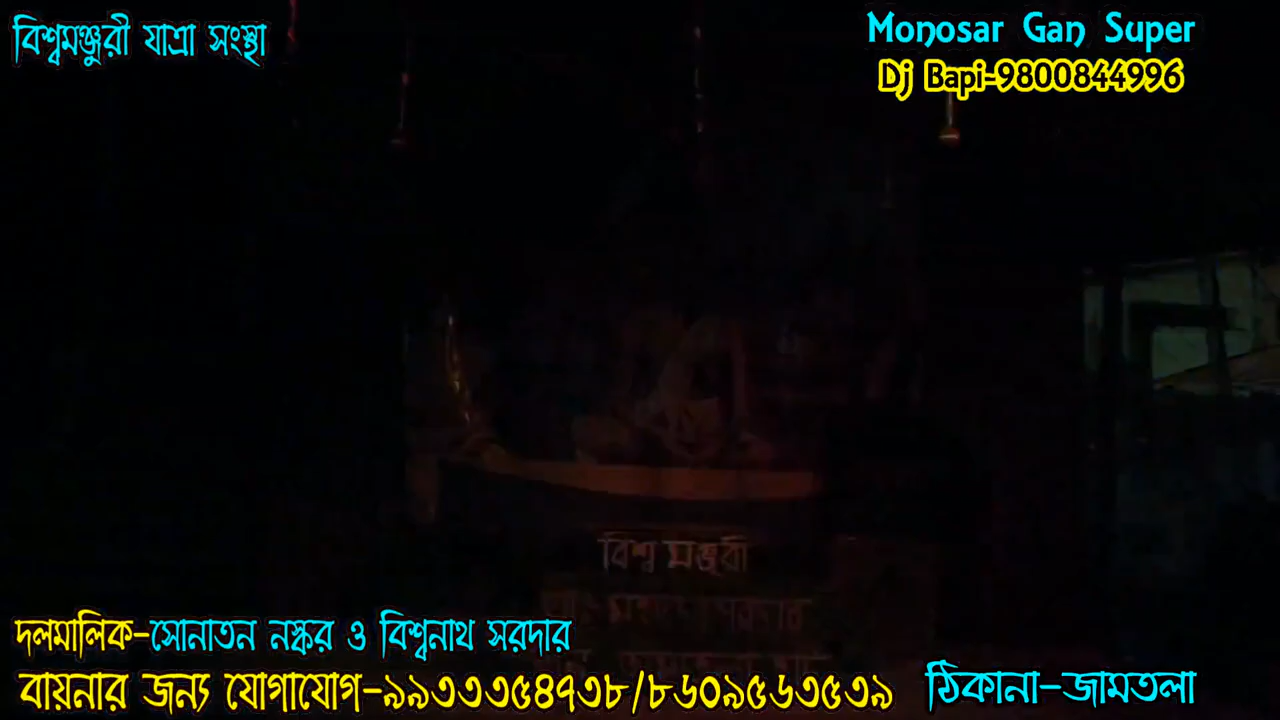 বিশ্বমঞ্জুরী যাত্রা সংস্থা
Monosar Gan Super
Dj Bapi-9800844996
বিশ্ব মঞ্জুরী
দলমালিক-সোনাতন নস্কর ও বিশ্বনাথ সরদার
বায়নার জন্য যোগাযোগ-৯৯৩৩৩৫৪৭৩৮/৮৬০৯৫৬৩৫৩৯
ঠিকানা-জামতলা